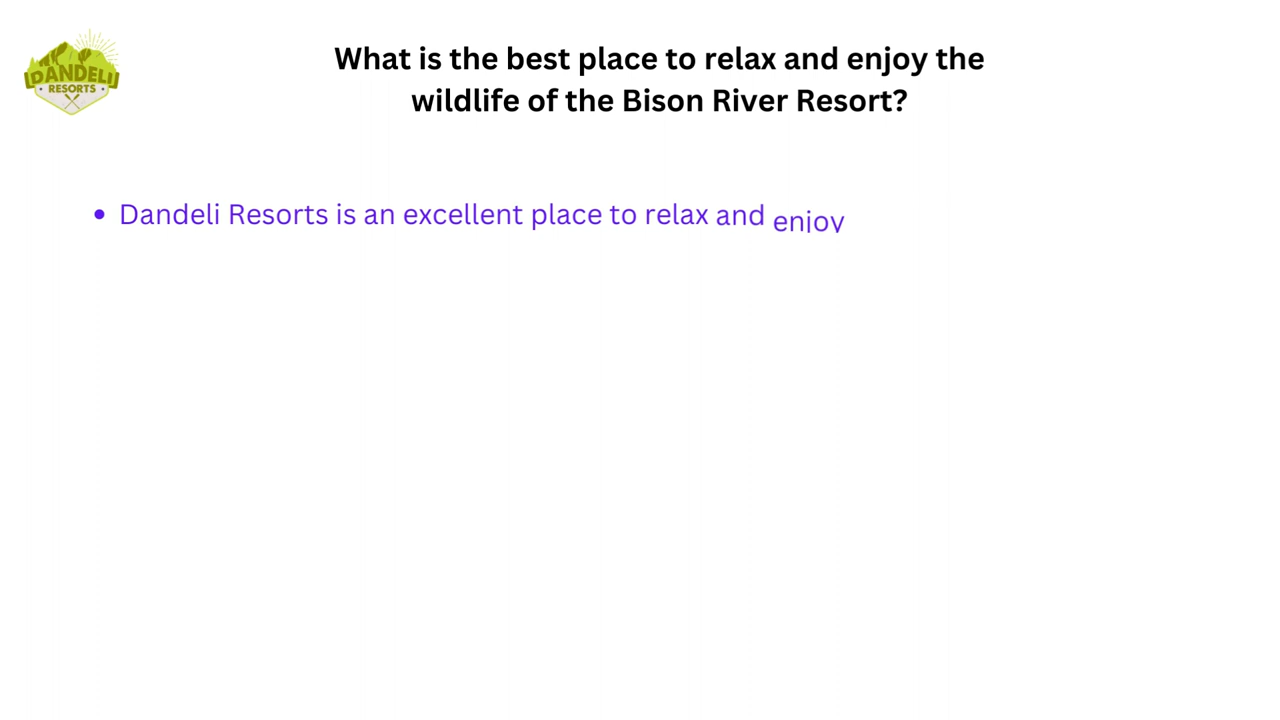 DANDELI
RESORTS
What is the best place to relax and enjoy the
wildlife of the Bison River Resort?
• Dandeli Resorts is an excellent place to relax and enjoy